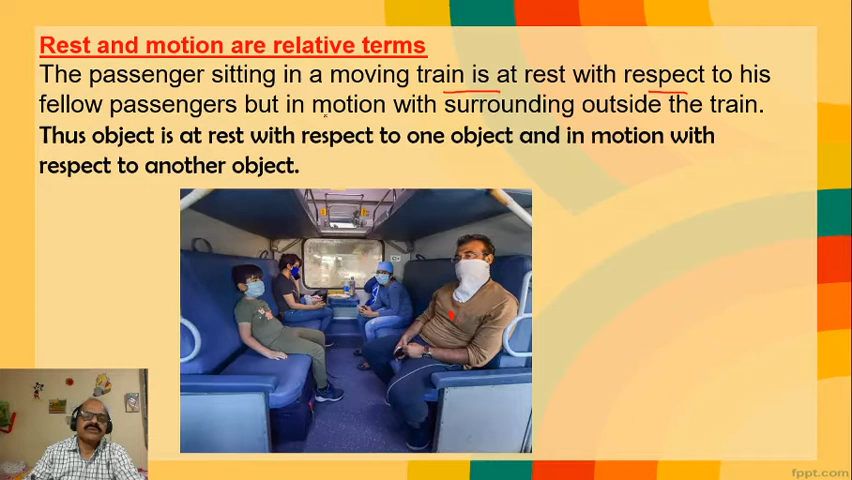 Rest and motion are relative terms
The passenger sitting in a moving train is at rest with respect to his
fellow passengers but in motion with surrounding outside the train.
Thus object is at rest with respect to one object and in motion with
respect to another object.
fppt.com